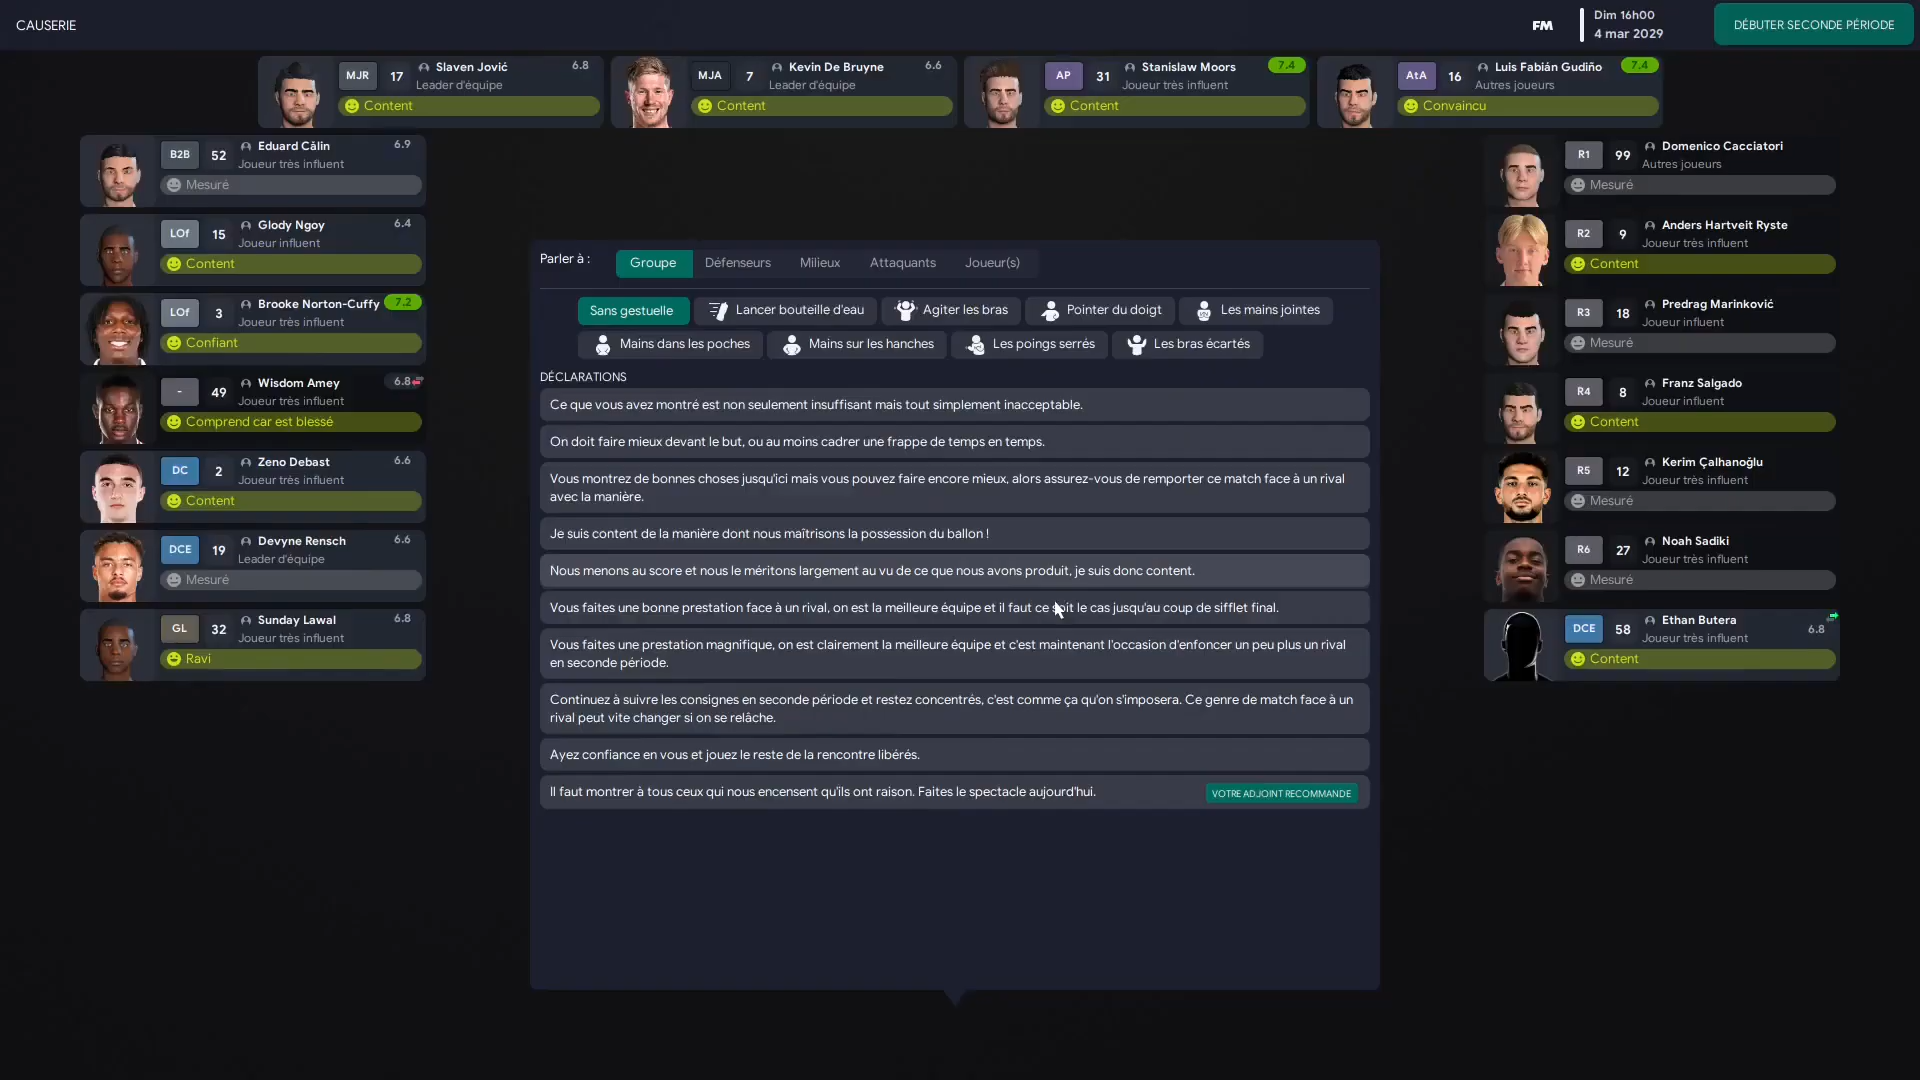 CAUSERIE
FM
Dim 16h00
4 mar 2029
DÉBUTER SECONDE PÉRIODE
MJR 17 Slaven Jović 6.8
Leader d'équipe
Content
MJA 7 Kevin De Bruyne 6.6
Leader d'équipe
Content
AP 31 Stanislaw Moors 7.4
Joueur très influent
Content
AtA 16 Luis Fabián Gudiño 7.4
Autres joueurs
Convaincu
B2B 52 Eduard Călin 6.9
Joueur très influent
Mesuré
LOf 15 Glody Ngoy 6.4
Joueur influent
Content
LOf 3 Brooke Norton-Cuffy 7.2
Joueur très influent
Confiant
- 49 Wisdom Amey 6.8
Joueur très influent
Comprend car est blessé
DC 2 Zeno Debast 6.6
Joueur très influent
Content
DCE 19 Devyne Rensch 6.6
Leader d'équipe
Mesuré
GL 32 Sunday Lawal 6.8
Joueur très influent
Ravi
Parler à :
Groupe
Défenseurs
Milieux
Attaquants
Joueur(s)
Sans gestuelle
Lancer bouteille d'eau
Agiter les bras
Pointer du doigt
Les mains jointes
Mains dans les poches
Mains sur les hanches
Les poings serrés
Les bras écartés
DÉCLARATIONS
Ce que vous avez montré est non seulement insuffisant mais tout simplement inacceptable.
On doit faire mieux devant le but, ou au moins cadrer une frappe de temps en temps.
Vous montrez de bonnes choses jusqu'ici mais vous pouvez faire encore mieux, alors assurez-vous de remporter ce match face à un rival
avec la manière.
Je suis content de la manière dont nous maîtrisons la possession du ballon !
Nous menons au score et nous le méritons largement au vu de ce que nous avons produit, je suis donc content.
Vous faites une bonne prestation face à un rival, on est la meilleure équipe et il faut ce soit le cas jusqu'au coup de sifflet final.
Vous faites une prestation magnifique, on est clairement la meilleure équipe et c'est maintenant l'occasion d'enfoncer un peu plus un rival
en seconde période.
Continuez à suivre les consignes en seconde période et restez concentrés, c'est comme ça qu'on s'imposera. Ce genre de match face à un
rival peut vite changer si on se relâche.
Ayez confiance en vous et jouez le reste de la rencontre libérés.
Il faut montrer à tous ceux qui nous encensent qu'ils ont raison. Faites le spectacle aujourd'hui.
VOTRE ADJOINT RECOMMANDE
R1 99 Domenico Cacciatori
Autres joueurs
Mesuré
R2 9 Anders Hartveit Ryste
Joueur très influent
Content
R3 18 Predrag Marinković
Joueur influent
Mesuré
R4 8 Franz Salgado
Joueur influent
Content
R5 12 Kerim Çalhanoğlu
Joueur très influent
Mesuré
R6 27 Noah Sadiki
Joueur très influent
Mesuré
DCE 58 Ethan Butera 6.8
Joueur très influent
Content